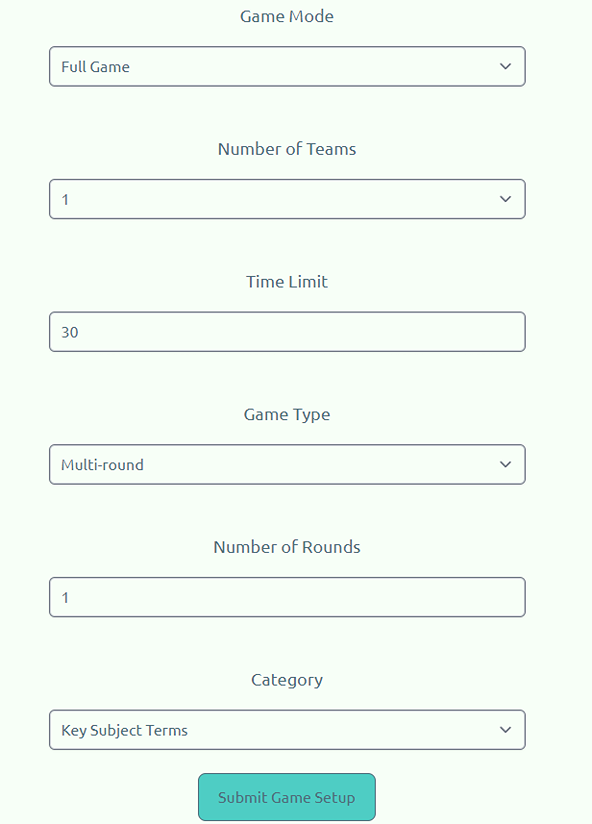 Game Mode
Full Game
Number of Teams
1
Time Limit
30
Game Type
Multi-round
Number of Rounds
1
Category
Key Subject Terms
Submit Game Setup